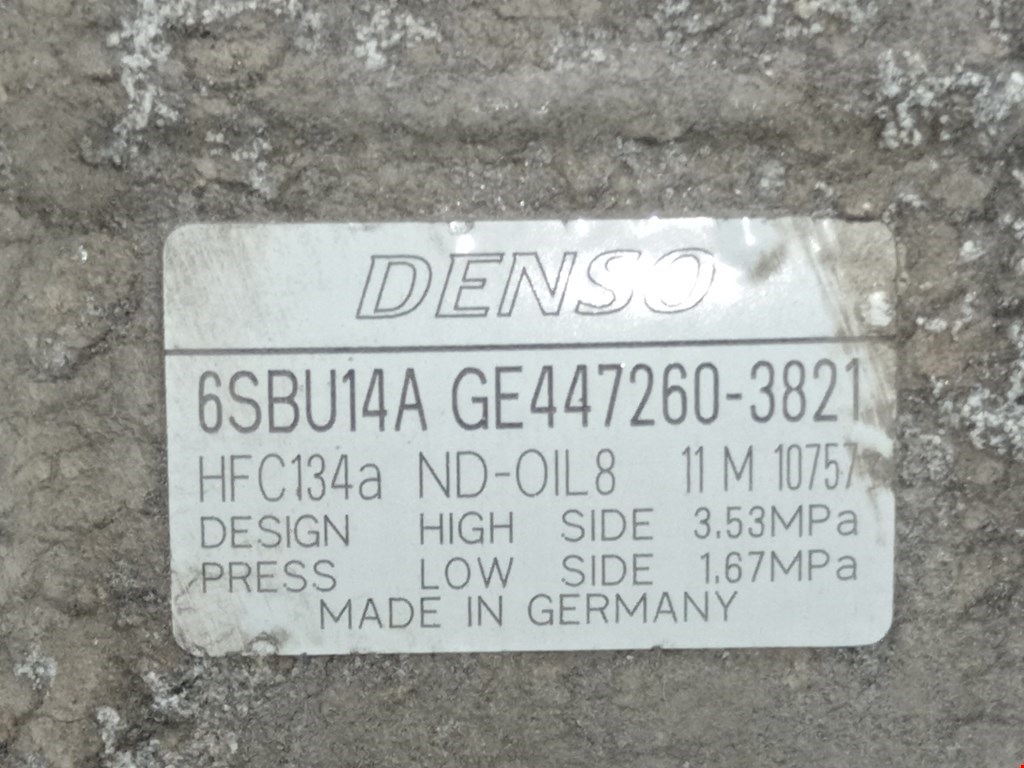 DENSO
6SBU14A GE447260-3821
HFC134a ND-OIL8 11 M 10757
DESIGN HIGH SIDE 3.53MPa
PRESS LOW SIDE 1.67MPa
MADE IN GERMANY